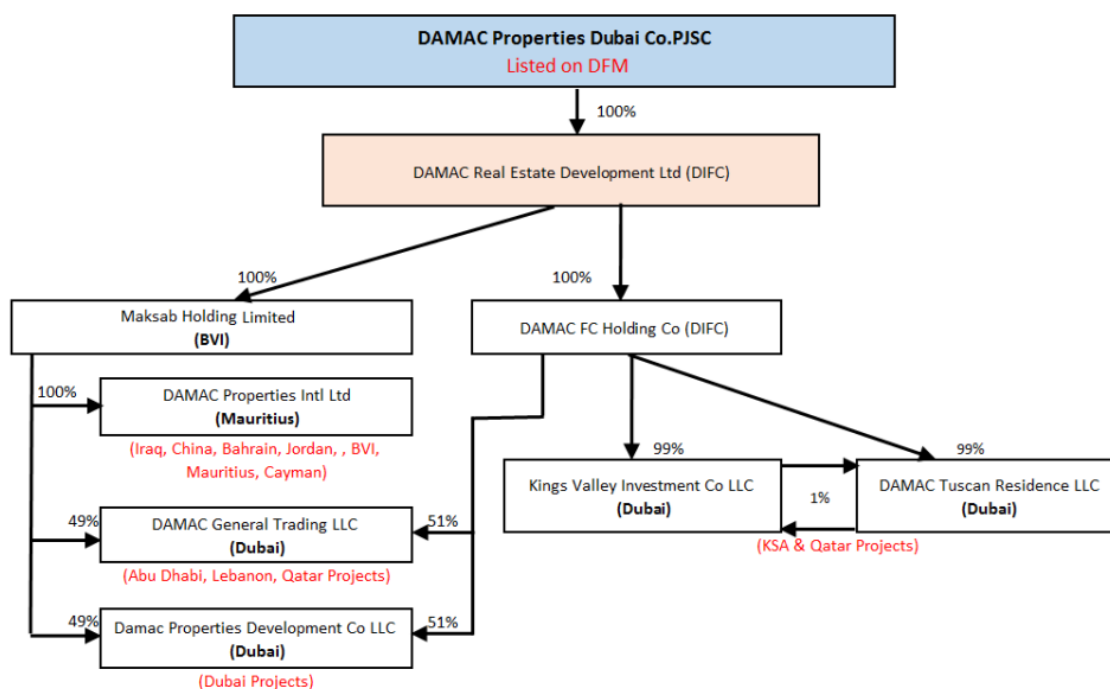 DAMAC Properties Dubai Co.PJSC
Listed on DFM
100%
DAMAC Real Estate Development Ltd (DIFC)
100%
100%
Maksab Holding Limited
(BVI)
DAMAC FC Holding Co (DIFC)
100%
DAMAC Properties Intl Ltd
(Mauritius)
(Iraq, China, Bahrain, Jordan, , BVI,
Mauritius, Cayman)
99%
99%
Kings Valley Investment Co LLC
(Dubai)
1%
DAMAC Tuscan Residence LLC
(Dubai)
(KSA & Qatar Projects)
49%
DAMAC General Trading LLC
(Dubai)
51%
(Abu Dhabi, Lebanon, Qatar Projects)
49%
Damac Properties Development Co LLC
(Dubai)
51%
(Dubai Projects)